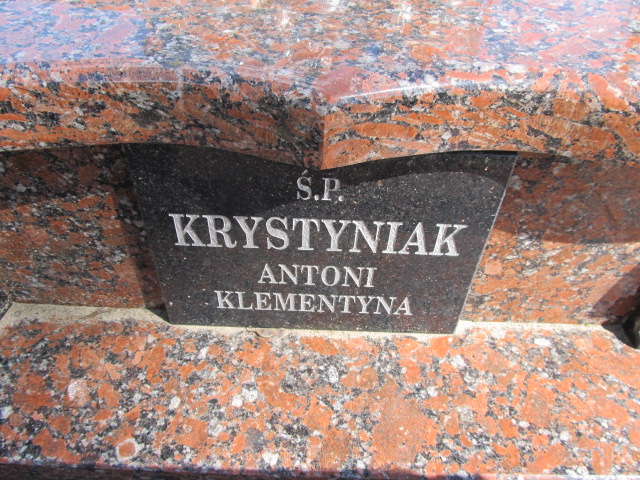 Ś.P.
KRYSTYNIAK
ANTONI
KLEMENTYNA